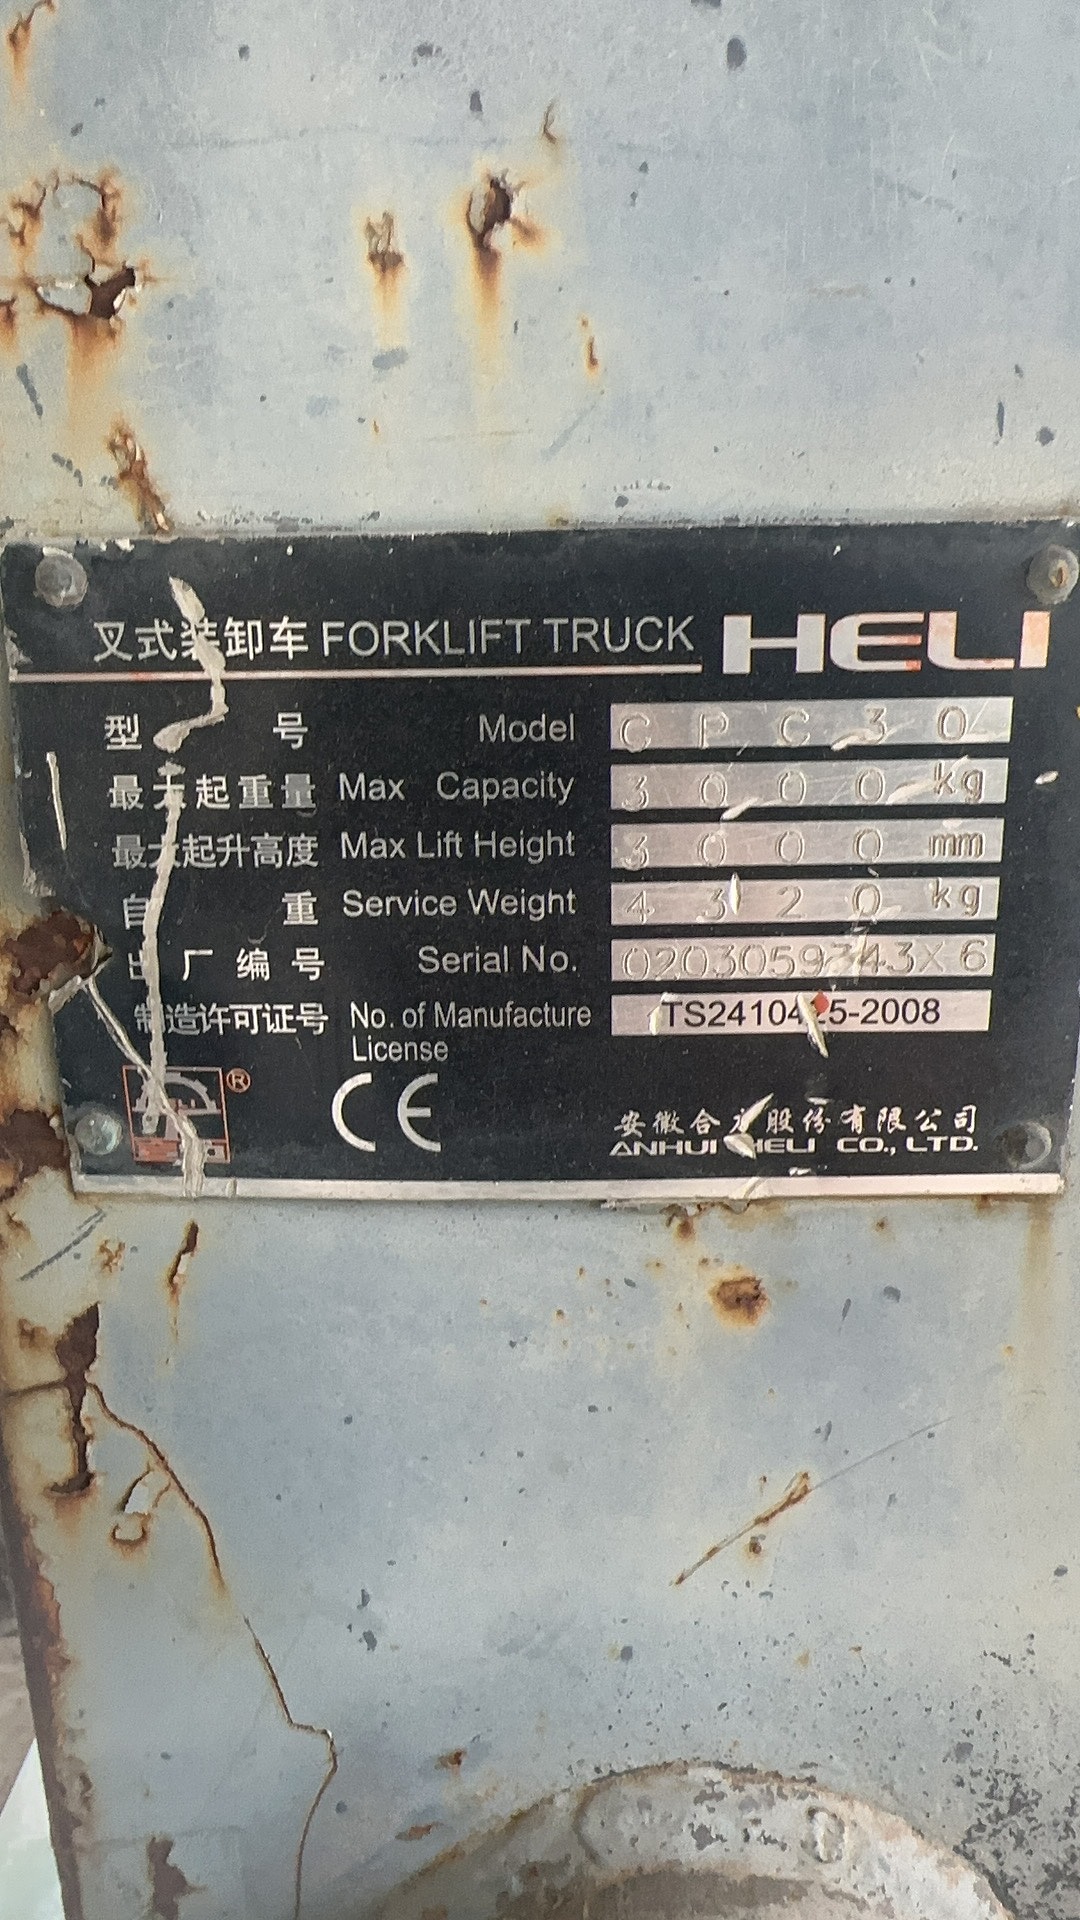 叉式装卸车 FORKLIFT TRUCK HELI
型 号 Model CPC30
最大起重量 Max Capacity 3000 kg
最大起升高度 Max Lift Height 3000 mm
自 重 Service Weight 4320 kg
出厂编号 Serial No.
制造许可证号 No. of Manufacture License
® CE
安徽合力股份有限公司
ANHUI HELI CO., LTD.